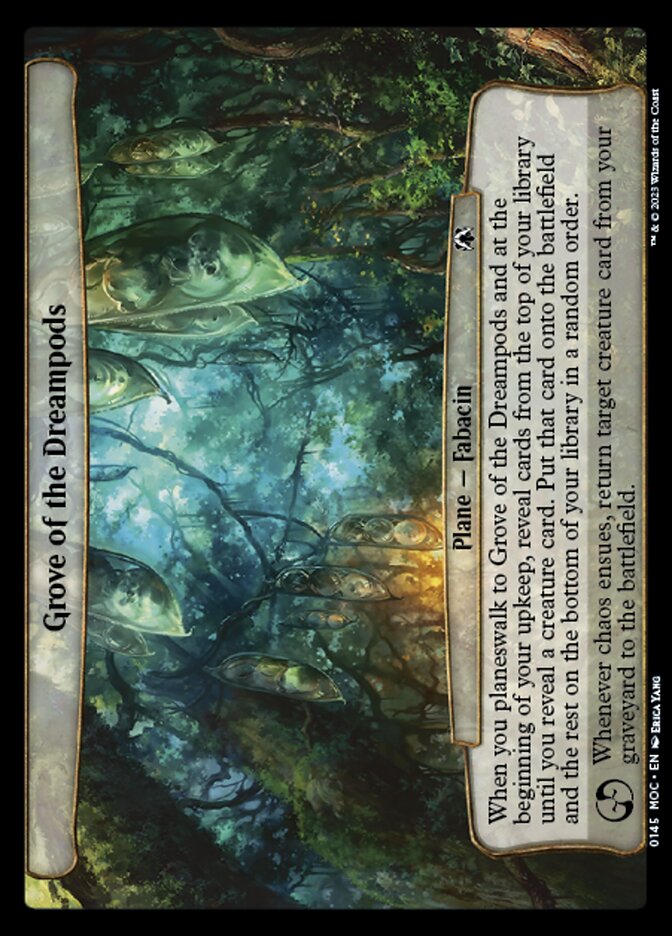 Grove of the Dreampods
Plane — Fabacin
When you planeswalk to Grove of the Dreampods and at the
beginning of your upkeep, reveal cards from the top of your library
until you reveal a creature card. Put that card onto the battlefield
and the rest on the bottom of your library in a random order.
Whenever chaos ensues, return target creature card from your
graveyard to the battlefield.
0145 MOC • EN Erica Yang ™ & © 2023 Wizards of the Coast